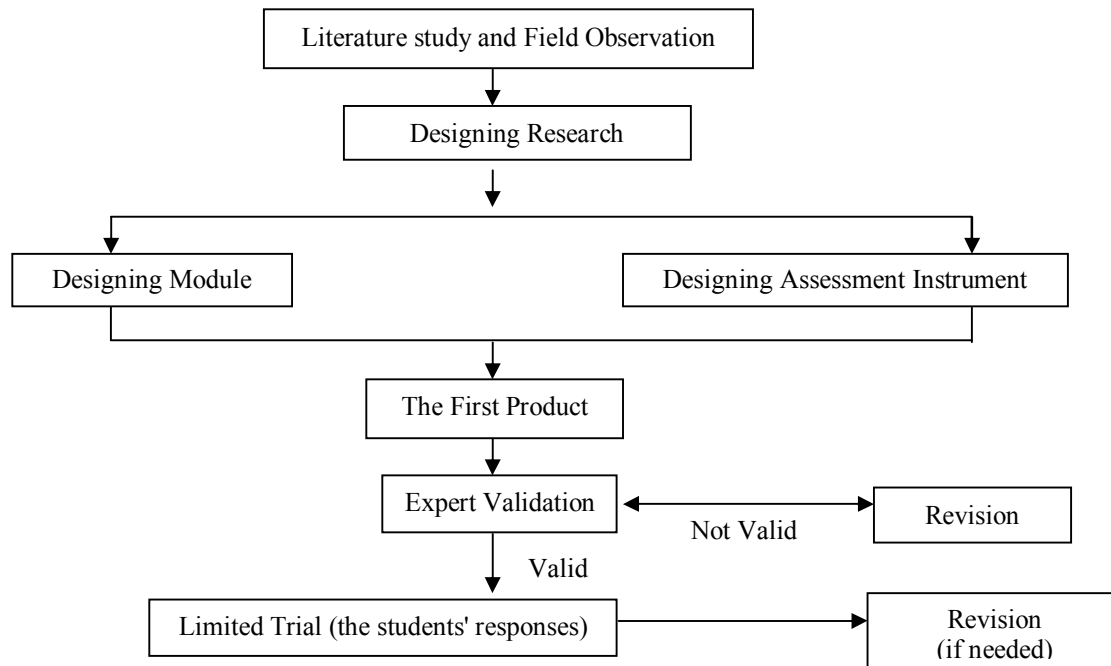 Literature study and Field Observation
Designing Research
Designing Module
Designing Assessment Instrument
The First Product
Expert Validation
Not Valid
Revision
Valid
Limited Trial (the students' responses)
Revision
(if needed)